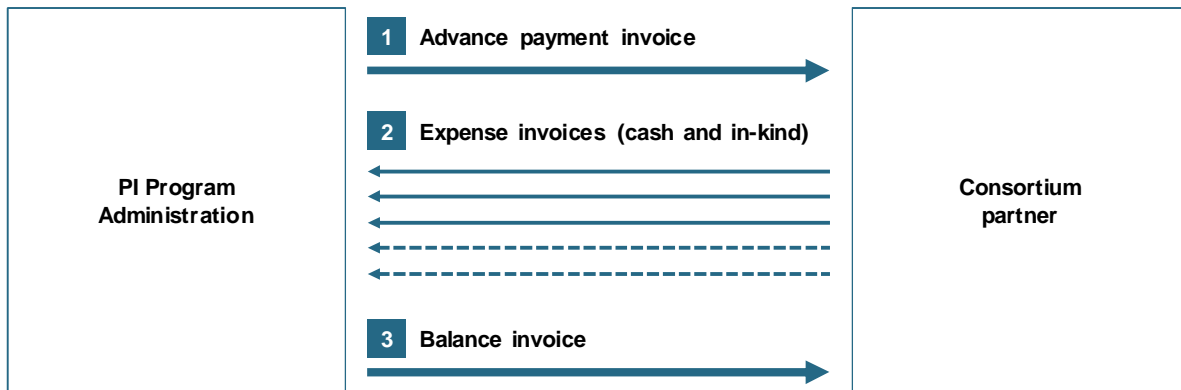 1 Advance payment invoice
2 Expense invoices (cash and in-kind)
PI Program
Administration
Consortium
partner
3 Balance invoice